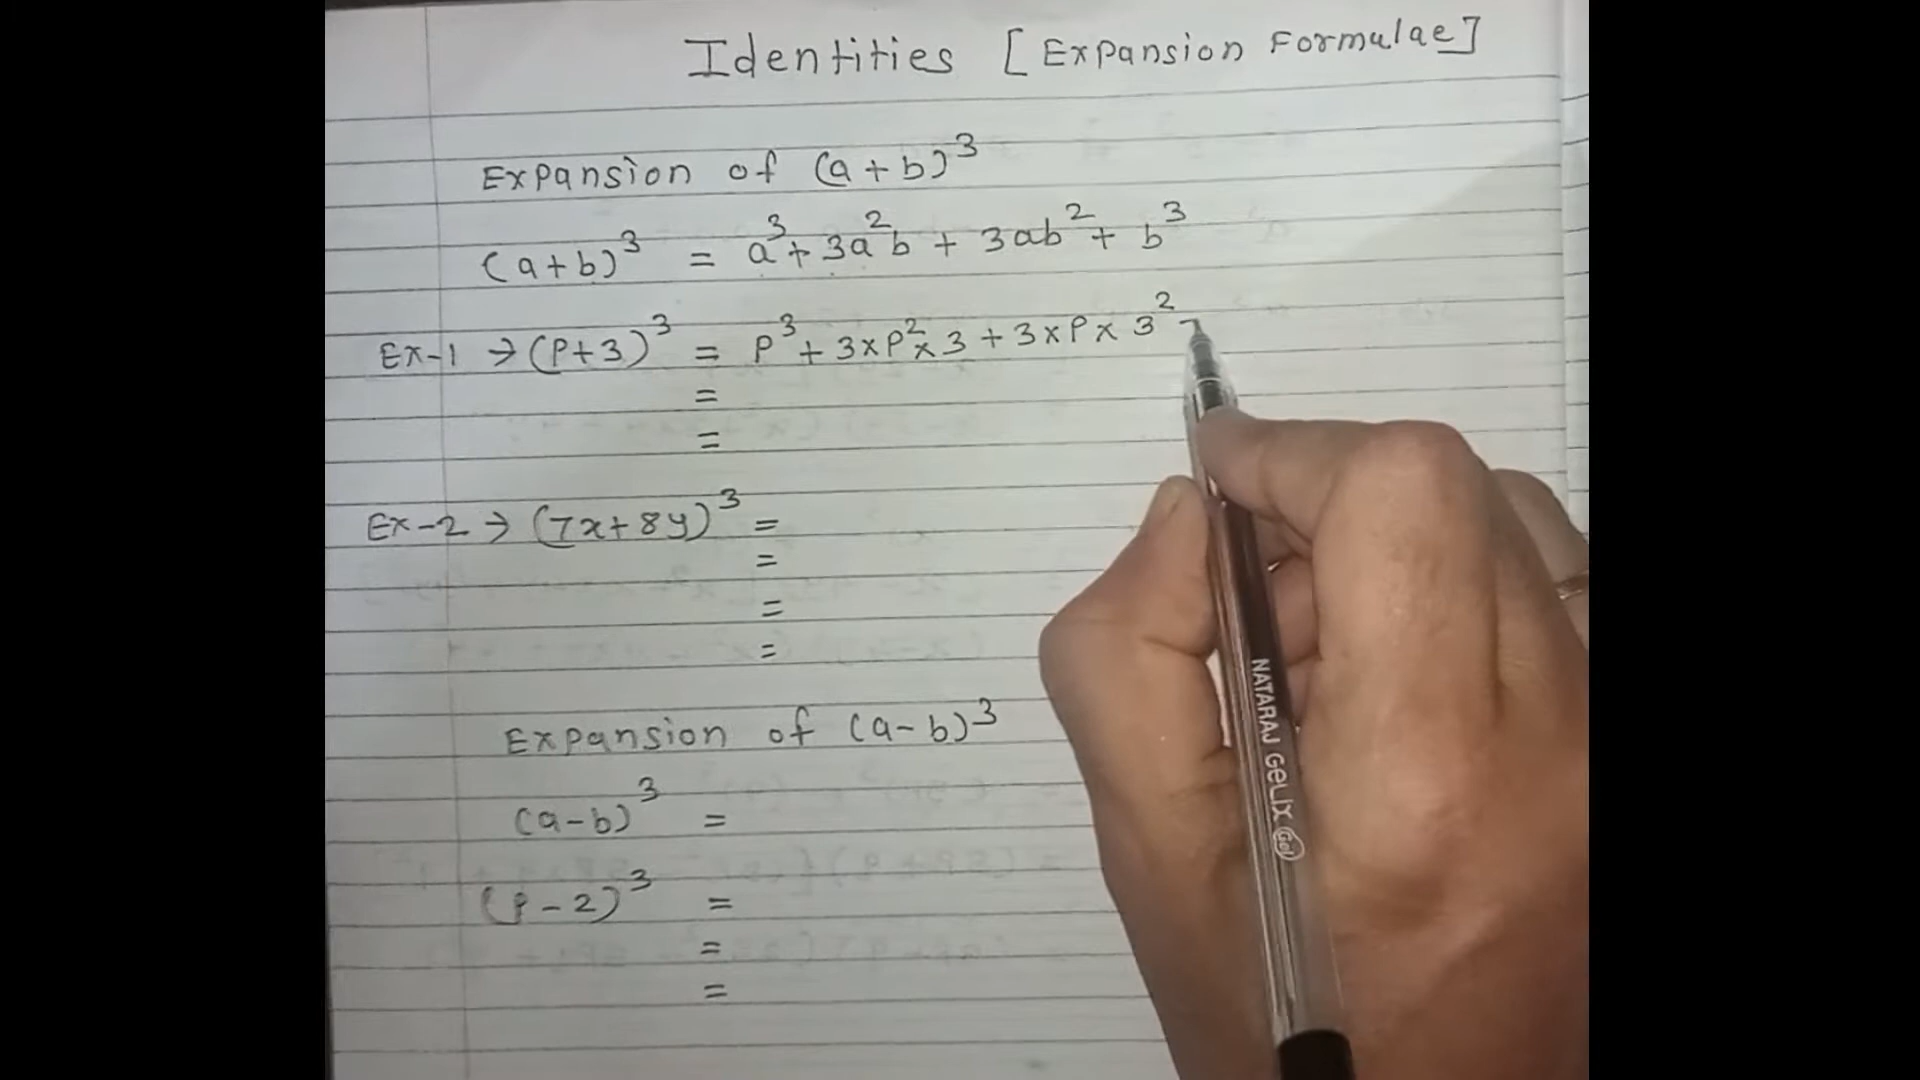 Identities [Expansion Formulae]
Expansion of (a+b)³
(a+b)³ = a³+3a²b + 3ab²+ b³
Ex-1 → (P+3)³ = P³+3×P²×3+3×P×3²
=
=
Ex-2 → (7x+8y)³ =
=
=
=
Expansion of (a-b)³
(a-b)³ =
(P-2)³ =
=
=
NATARAJ GELIX Gel